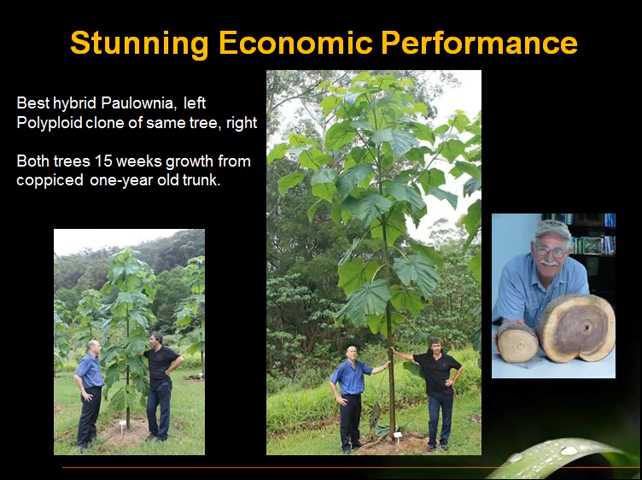 Stunning Economic Performance
Best hybrid Paulownia, left
Polyploid clone of same tree, right
Both trees 15 weeks growth from
coppiced one-year old trunk.